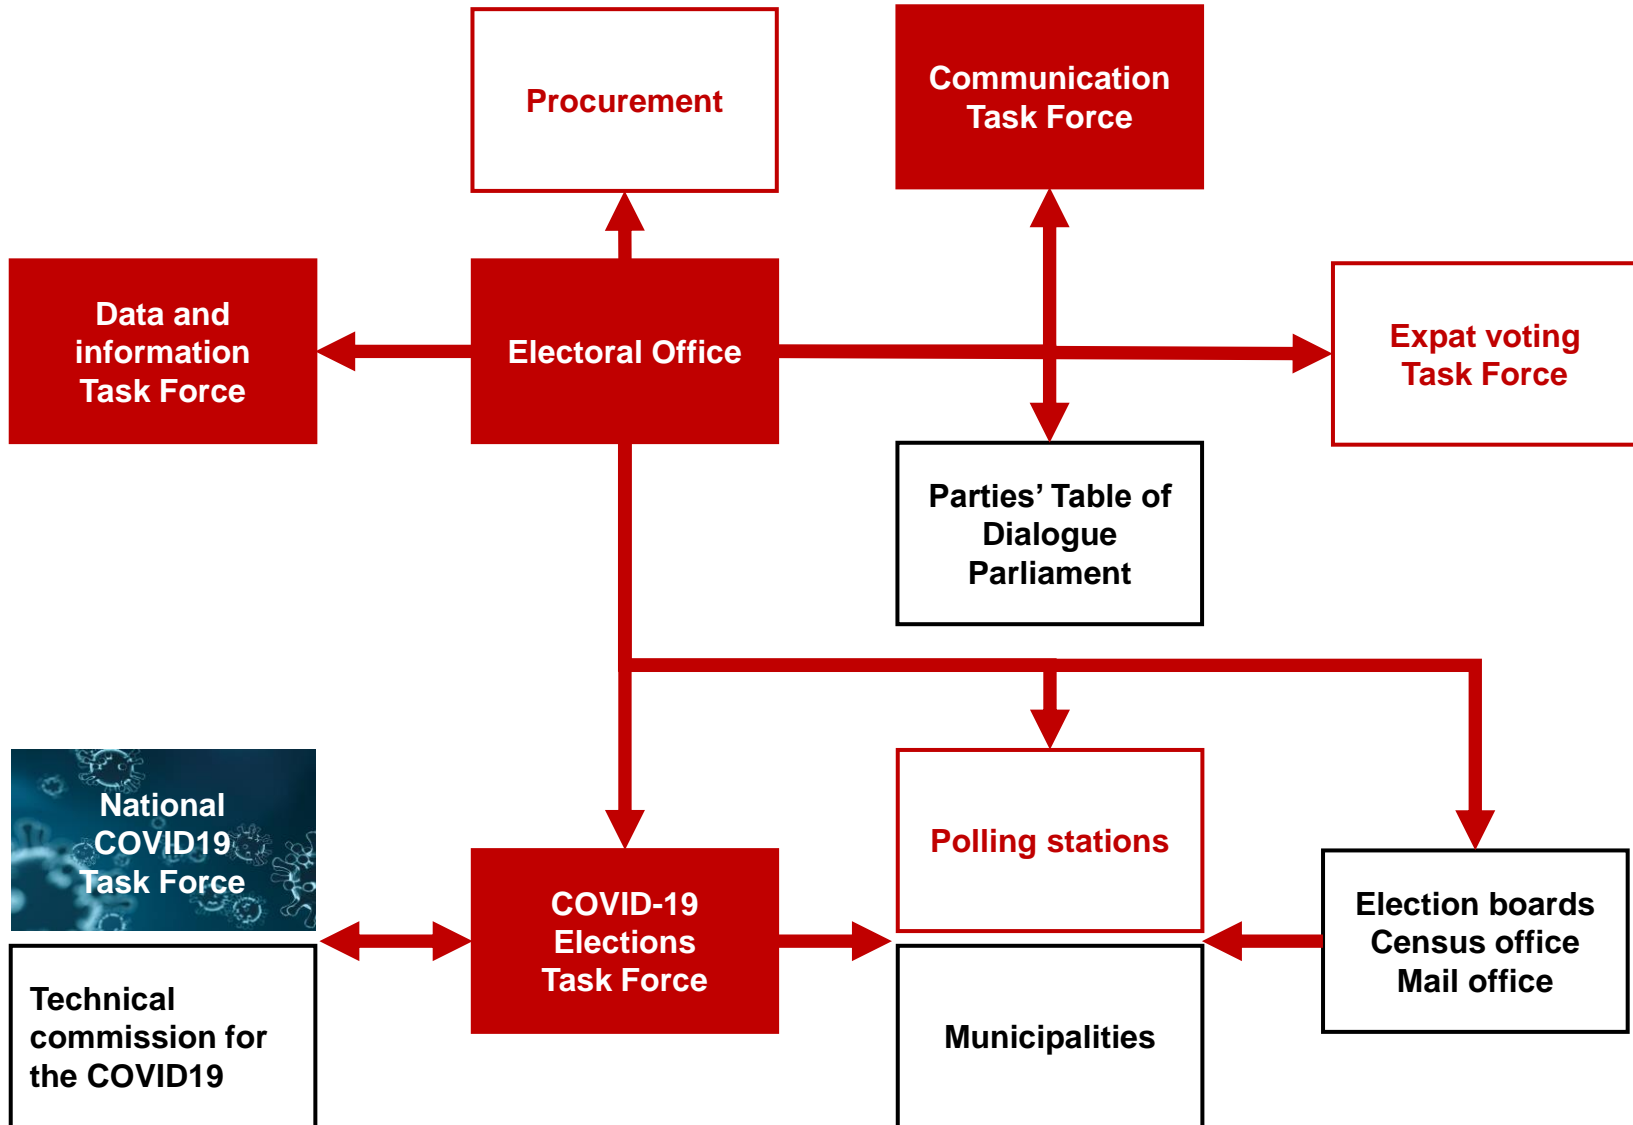 Procurement
Communication
Task Force
Data and
information
Task Force
Electoral Office
Expat voting
Task Force
Parties’ Table of
Dialogue
Parliament
National
COVID19
Task Force
COVID-19
Elections
Task Force
Polling stations
Election boards
Census office
Mail office
Technical
commission for
the COVID19
Municipalities